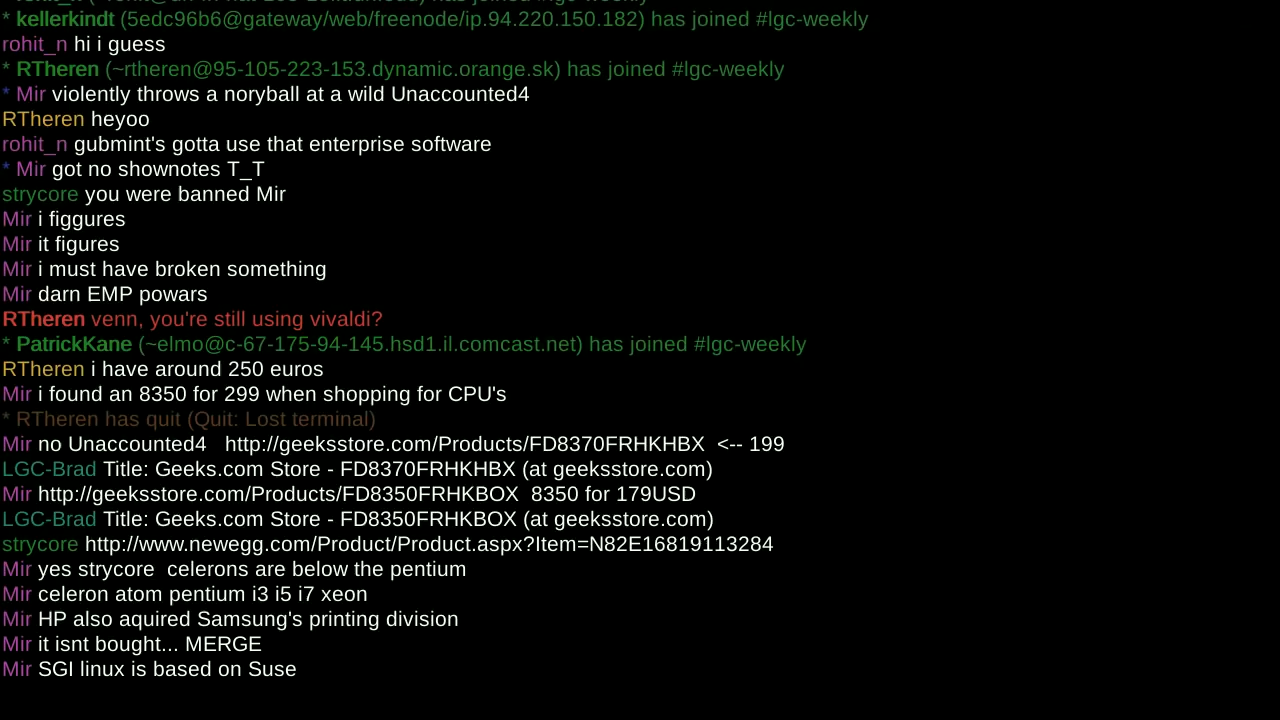 * kellerkindt (5edc96b6@gateway/web/freenode/ip.94.220.150.182) has joined #lgc-weekly
rohit_n hi i guess
* RTheren (~rtheren@95-105-223-153.dynamic.orange.sk) has joined #lgc-weekly
* Mir violently throws a noryball at a wild Unaccounted4
RTheren heyoo
rohit_n gubmint's gotta use that enterprise software
* Mir got no shownotes T_T
strycore you were banned Mir
Mir i figgures
Mir it figures
Mir i must have broken something
Mir darn EMP powars
RTheren venn, you're still using vivaldi?
* PatrickKane (~elmo@c-67-175-94-145.hsd1.il.comcast.net) has joined #lgc-weekly
RTheren i have around 250 euros
Mir i found an 8350 for 299 when shopping for CPU's
* RTheren has quit (Quit: Lost terminal)
Mir no Unaccounted4   http://geeksstore.com/Products/FD8370FRHKHBX  <-- 199
LGC-Brad Title: Geeks.com Store - FD8370FRHKHBX (at geeksstore.com)
Mir http://geeksstore.com/Products/FD8350FRHKBOX  8350 for 179USD
LGC-Brad Title: Geeks.com Store - FD8350FRHKBOX (at geeksstore.com)
strycore http://www.newegg.com/Product/Product.aspx?Item=N82E16819113284
Mir yes strycore  celerons are below the pentium
Mir celeron atom pentium i3 i5 i7 xeon
Mir HP also aquired Samsung's printing division
Mir it isnt bought... MERGE
Mir SGI linux is based on Suse